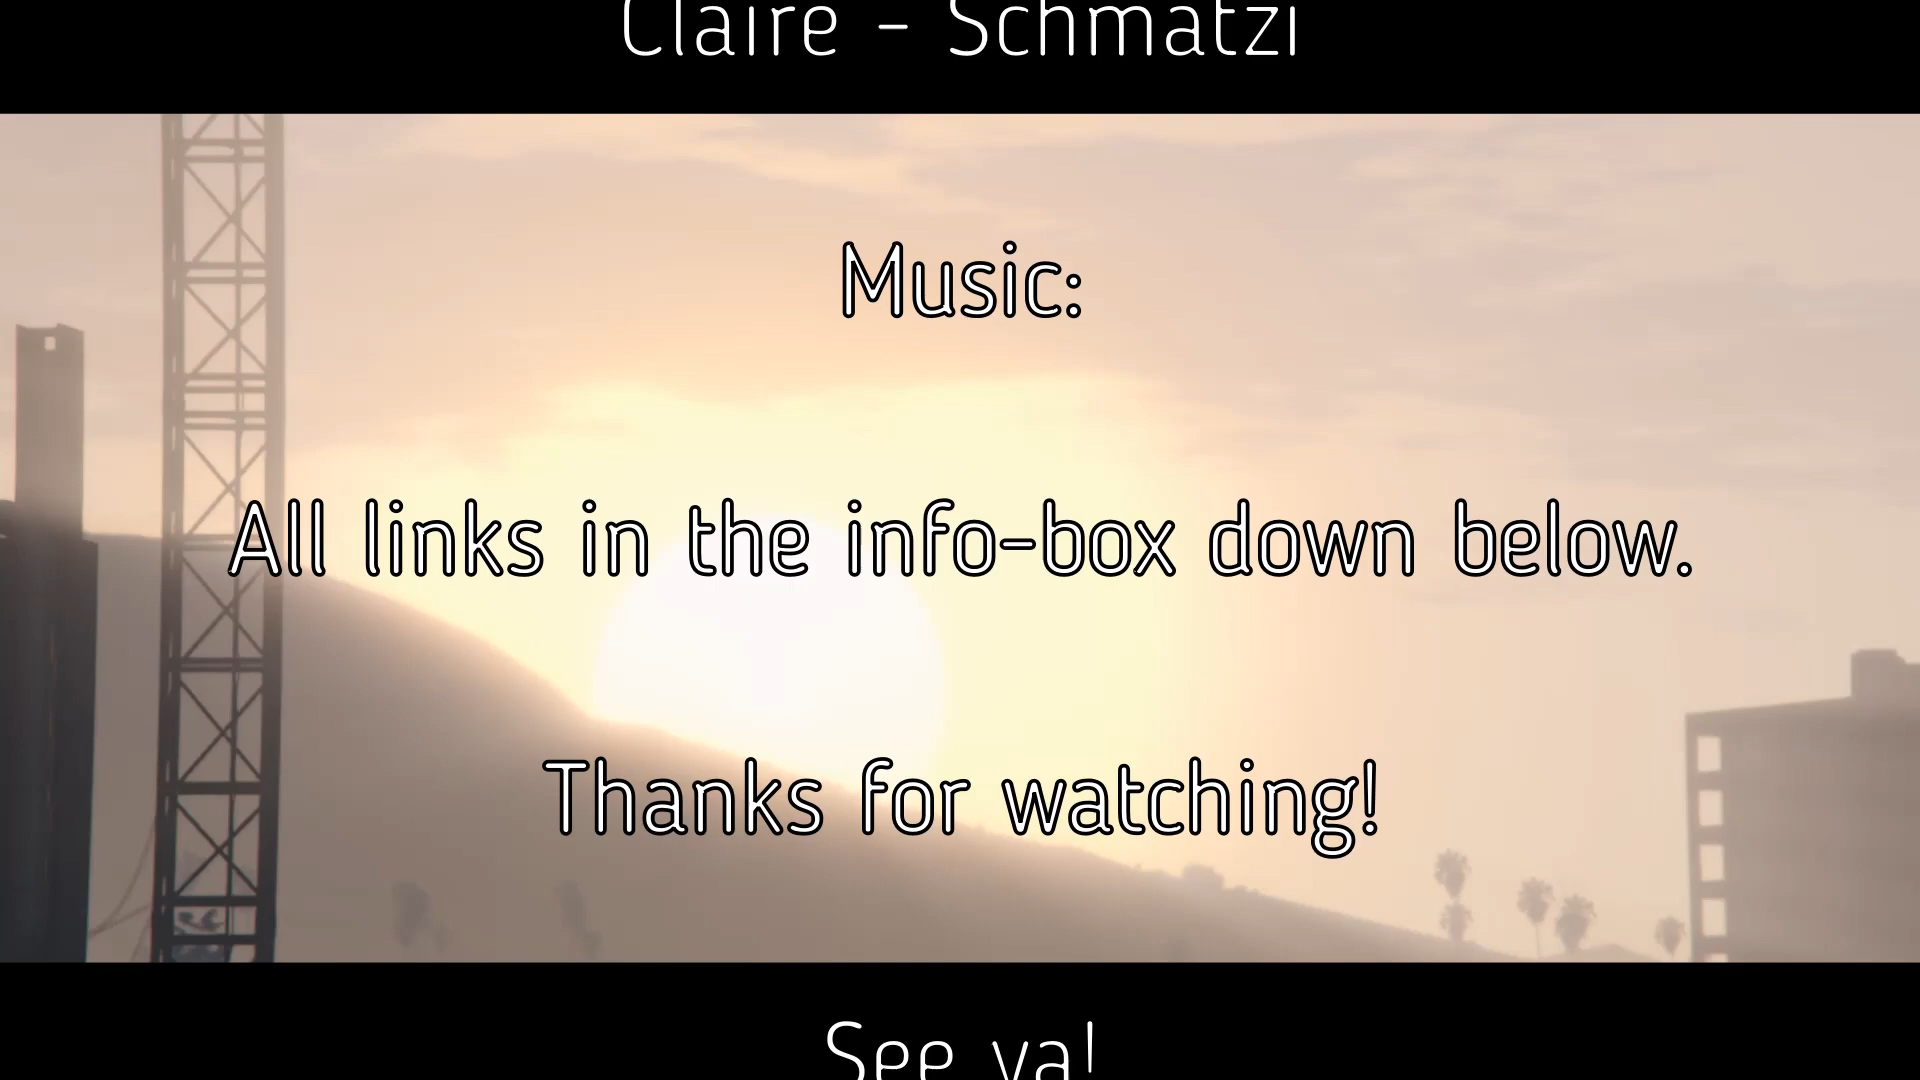 Claire - Schmatzi
Music:
All links in the info-box down below.
Thanks for watching!
See ya!